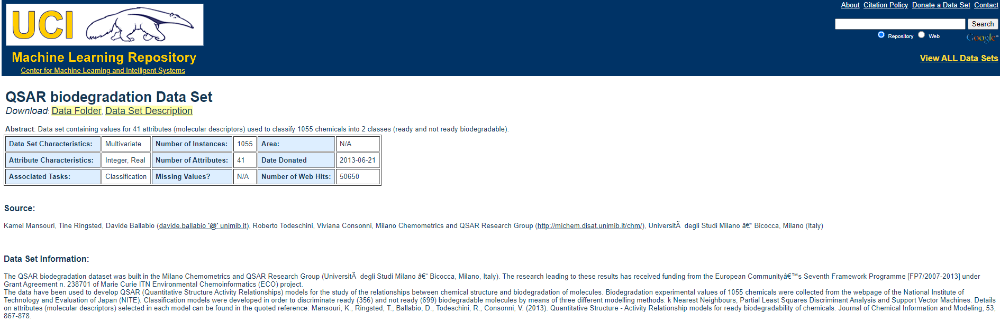 About Citation Policy Donate a Data Set Contact
UCI
Search
Repository Web Google™
Machine Learning Repository
View ALL Data Sets
Center for Machine Learning and Intelligent Systems
QSAR biodegradation Data Set
Download: Data Folder, Data Set Description
Abstract: Data set containing values for 41 attributes (molecular descriptors) used to classify 1055 chemicals into 2 classes (ready and not ready biodegradable).
Data Set Characteristics: Multivariate Number of Instances: 1055 Area: N/A
Attribute Characteristics: Integer, Real Number of Attributes: 41 Date Donated 2013-06-21
Associated Tasks: Classification Missing Values? N/A Number of Web Hits: 50650
Source:
Kamel Mansouri, Tine Ringsted, Davide Ballabio (davide.ballabio '@' unimib.it), Roberto Todeschini, Viviana Consonni, Milano Chemometrics and QSAR Research Group (http://michem.disat.unimib.it/chm/), UniversitÃ degli Studi Milano â€“ Bicocca, Milano (Italy)
Data Set Information:
The QSAR biodegradation dataset was built in the Milano Chemometrics and QSAR Research Group (UniversitÃ degli Studi Milano â€“ Bicocca, Milano, Italy). The research leading to these results has received funding from the European Communityâ€™s Seventh Framework Programme [FP7/2007-2013] under
Grant Agreement n. 238701 of Marie Curie ITN Environmental Chemoinformatics (ECO) project.
The data have been used to develop QSAR (Quantitative Structure Activity Relationships) models for the study of the relationships between chemical structure and biodegradation of molecules. Biodegradation experimental values of 1055 chemicals were collected from the webpage of the National Institute of
Technology and Evaluation of Japan (NITE). Classification models were developed in order to discriminate ready (356) and not ready (699) biodegradable molecules by means of three different modelling methods: k Nearest Neighbours, Partial Least Squares Discriminant Analysis and Support Vector Machines. Details
on attributes (molecular descriptors) selected in each model can be found in the quoted reference: Mansouri, K., Ringsted, T., Ballabio, D., Todeschini, R., Consonni, V. (2013). Quantitative Structure - Activity Relationship models for ready biodegradability of chemicals. Journal of Chemical Information and Modeling, 53,
867-878.